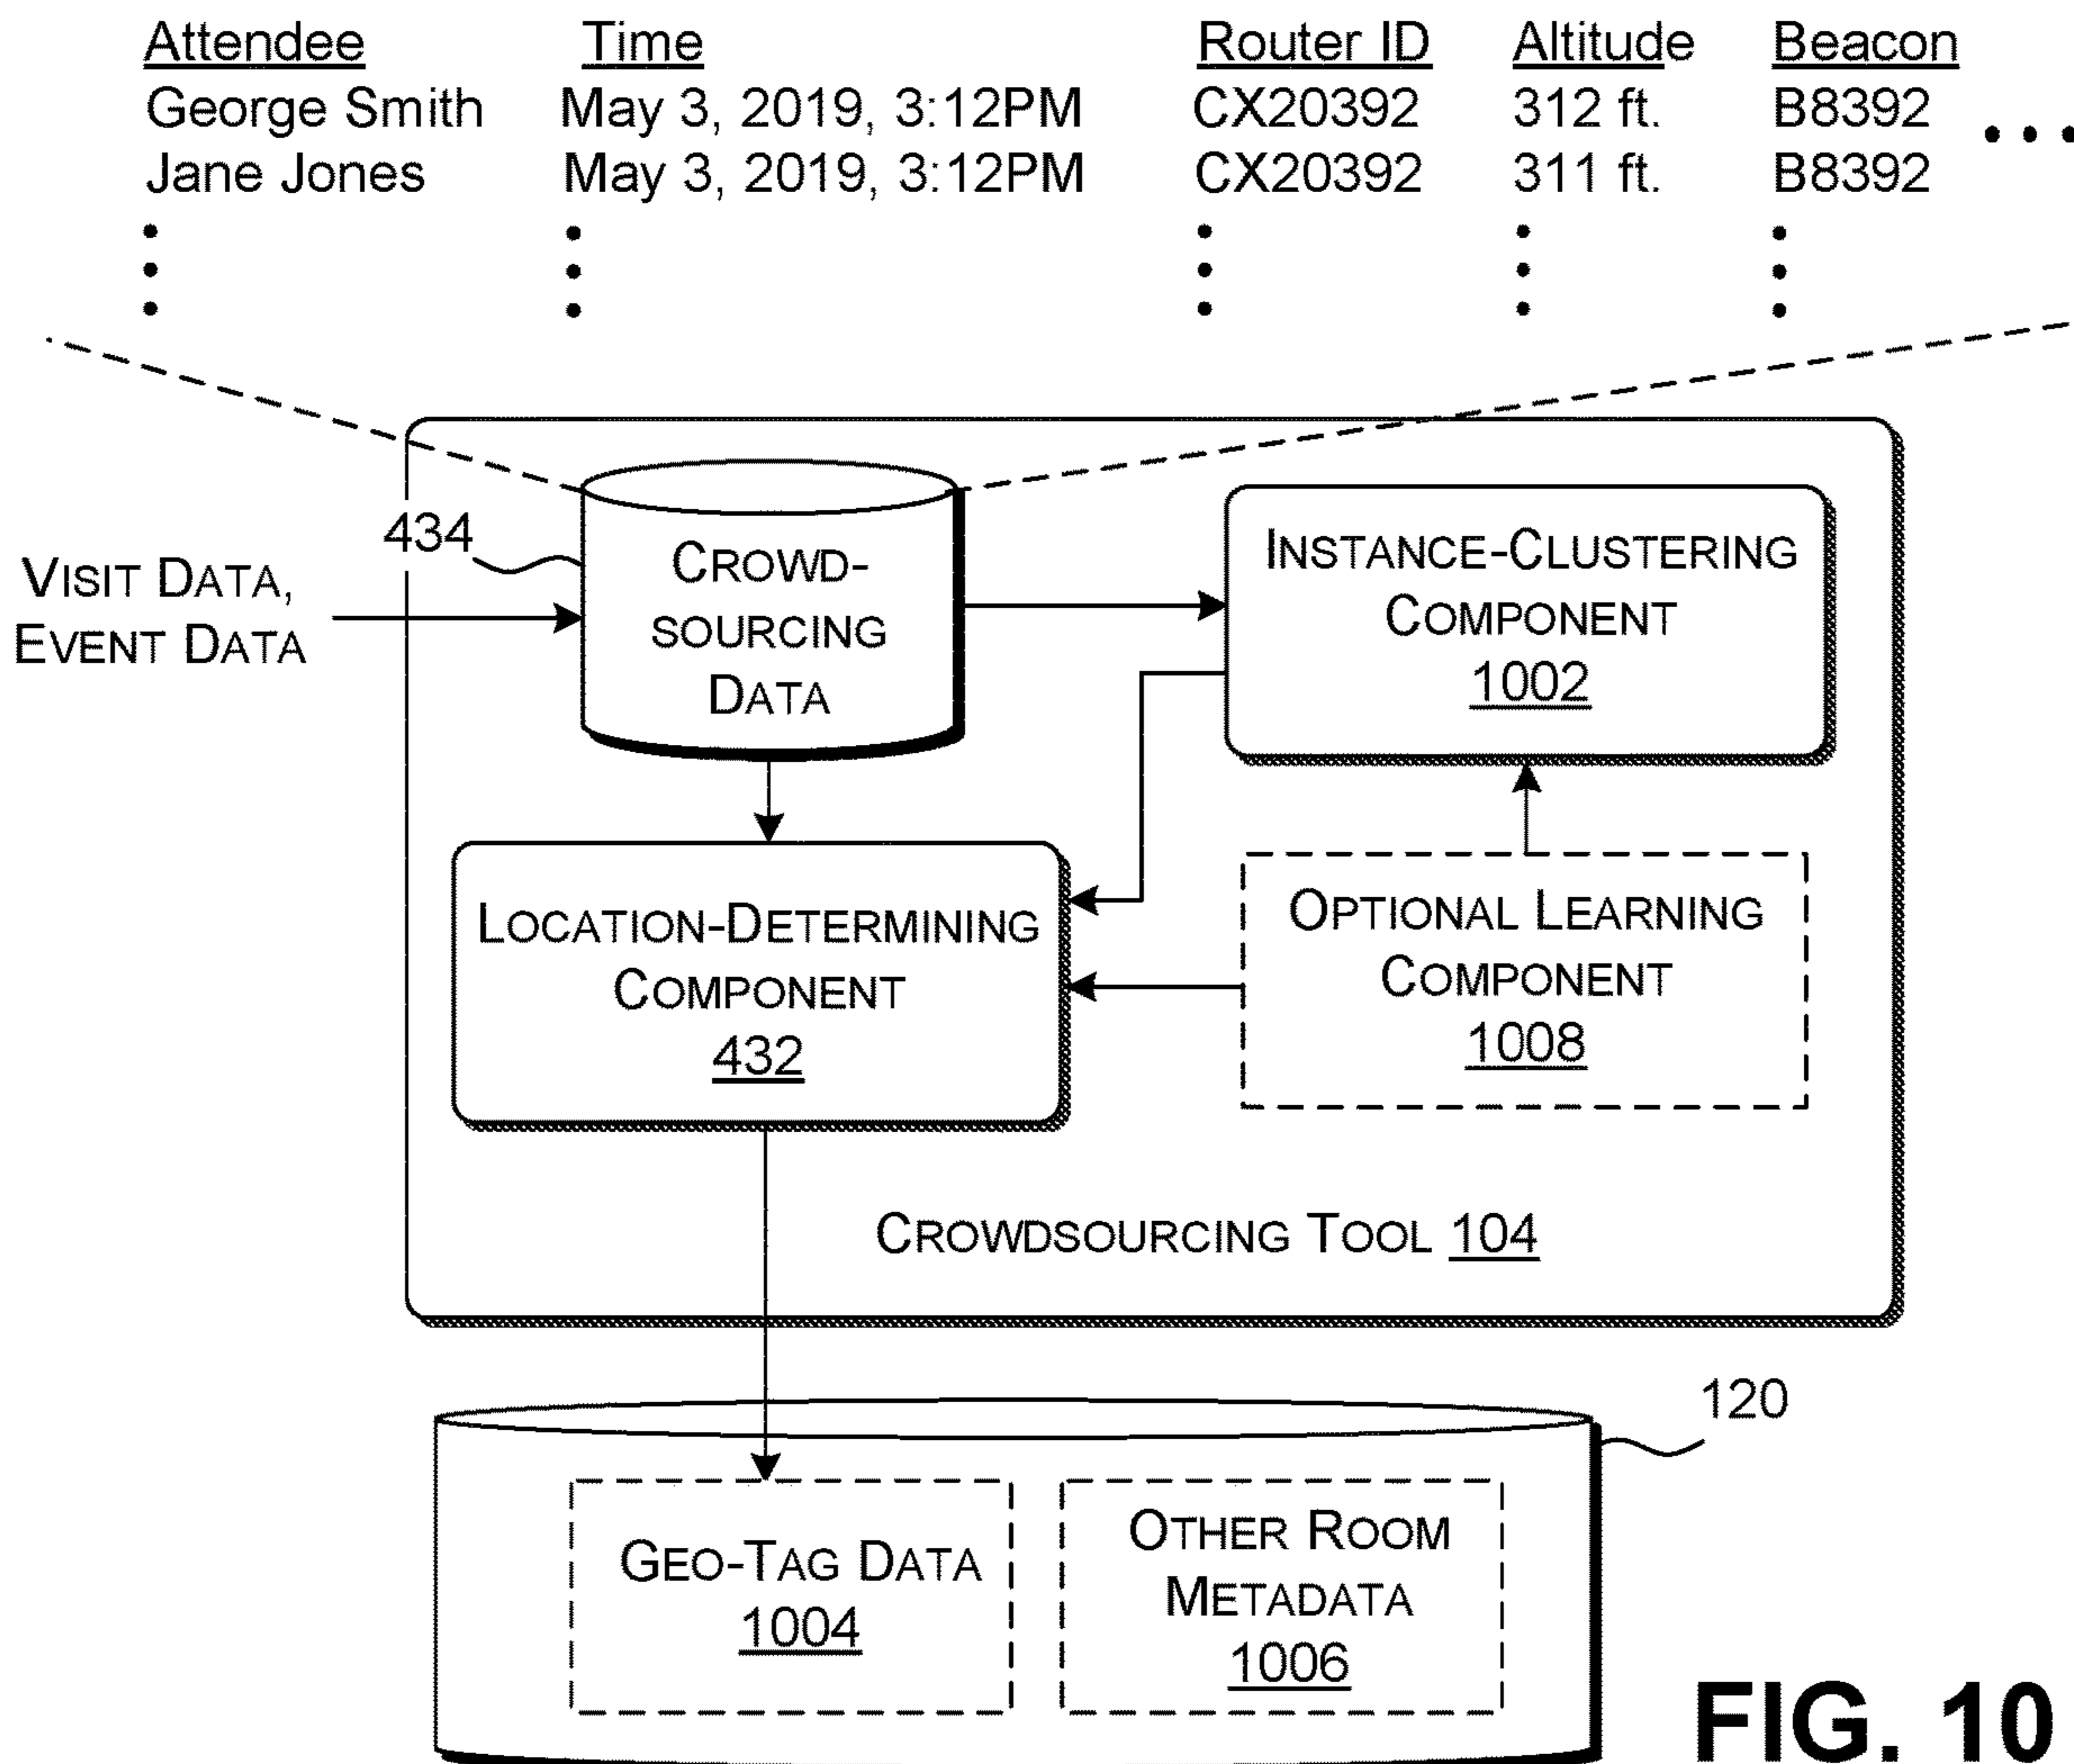 Attendee Time Router ID Altitude Beacon
George Smith May 3, 2019, 3:12PM CX20392 312 ft. B8392 ...
Jane Jones May 3, 2019, 3:12PM CX20392 311 ft. B8392
434
VISIT DATA,
EVENT DATA
CROWD-
SOURCING
DATA
INSTANCE-CLUSTERING
COMPONENT
1002
LOCATION-DETERMINING
COMPONENT
432
OPTIONAL LEARNING
COMPONENT
1008
CROWDSOURCING TOOL 104
120
GEO-TAG DATA
1004
OTHER ROOM
METADATA
1006
FIG. 10